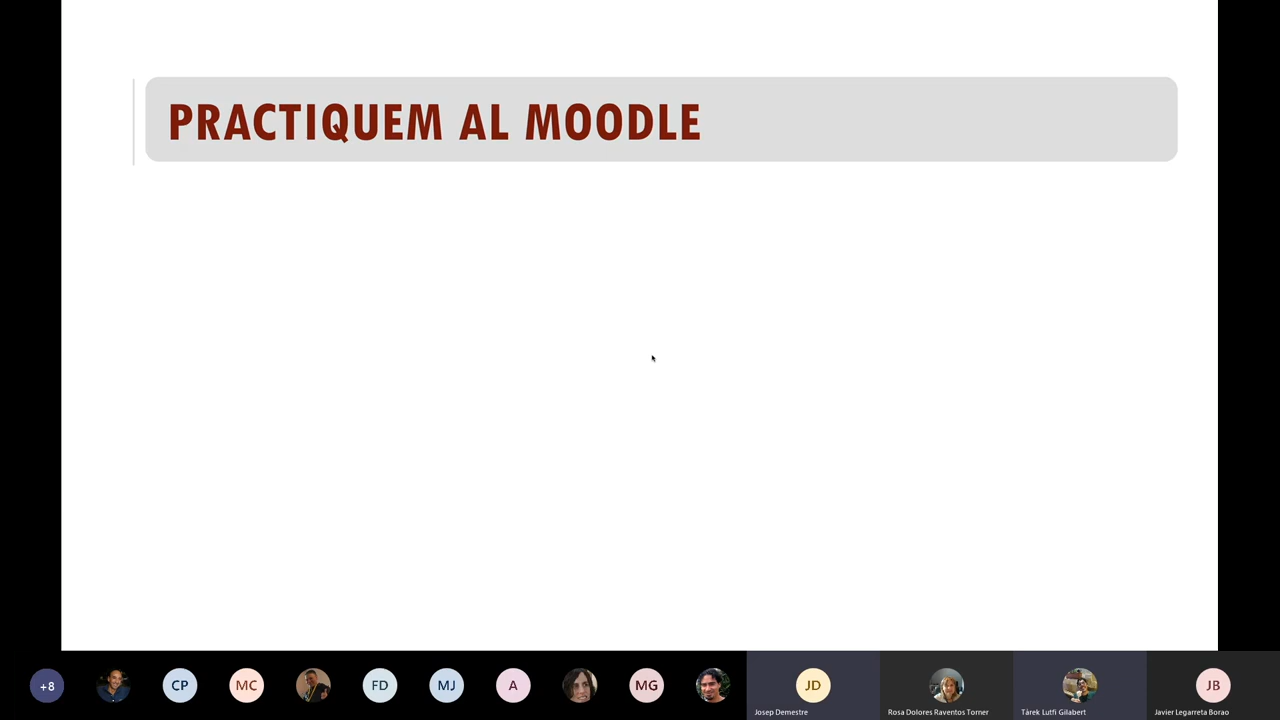 PRACTIQUEM AL MOODLE
+8
CP
MC
FD
MJ
A
MG
JD
JB
Josep Demestre
Rosa Dolores Raventos Torner
Tàrek Lutfi Gilabert
Javier Legarreta Borao